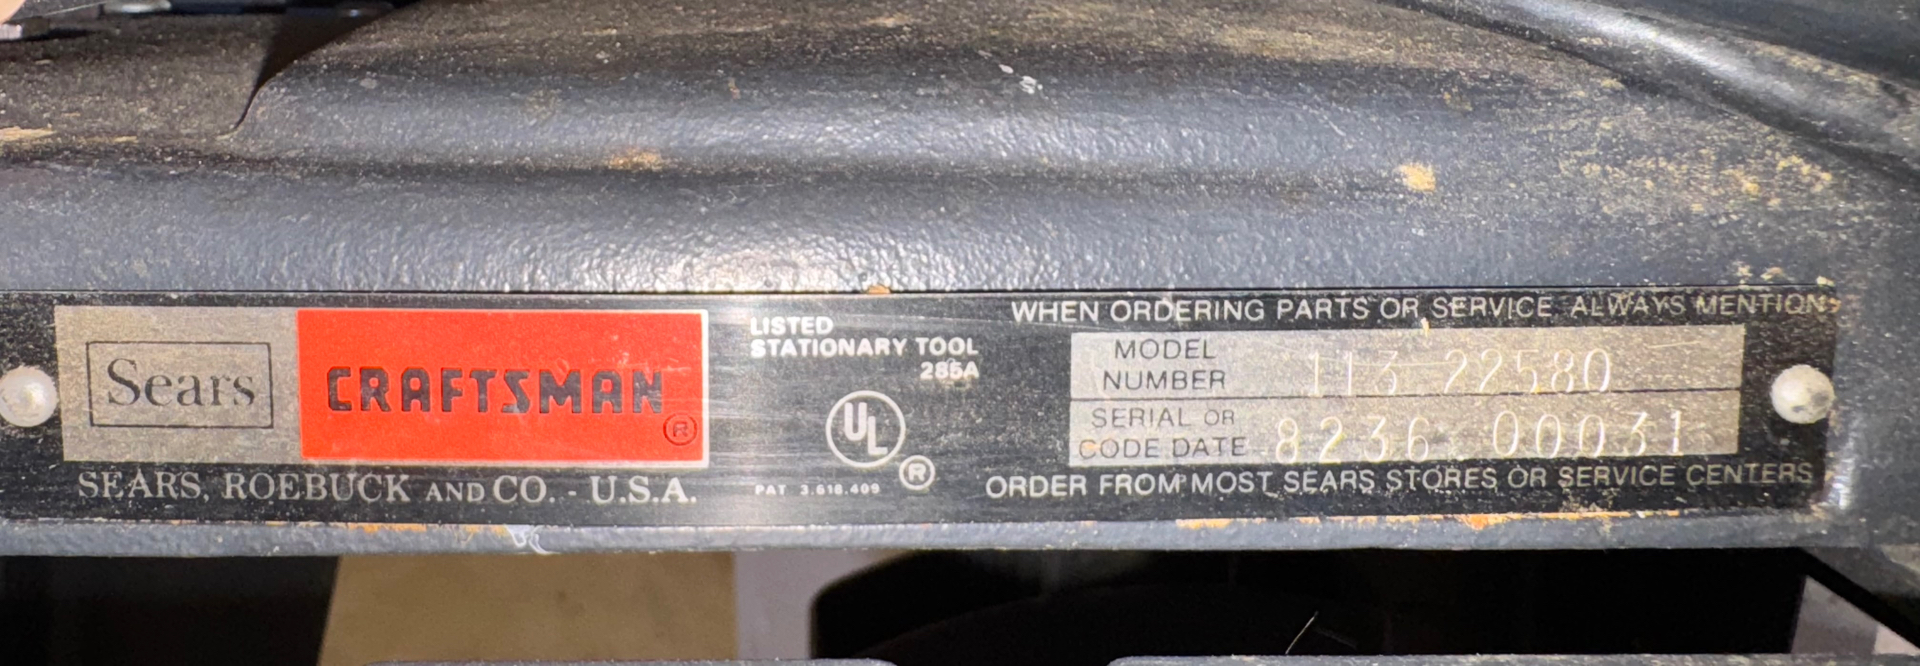 Sears
CRAFTSMAN
®
SEARS, ROEBUCK AND CO. - U.S.A.
LISTED
STATIONARY TOOL
285A
UL
®
PAT 3.618.409
WHEN ORDERING PARTS OR SERVICE ALWAYS MENTION
MODEL
NUMBER 113 22580
SERIAL OR
CODE DATE 8236 00031
ORDER FROM MOST SEARS STORES OR SERVICE CENTERS